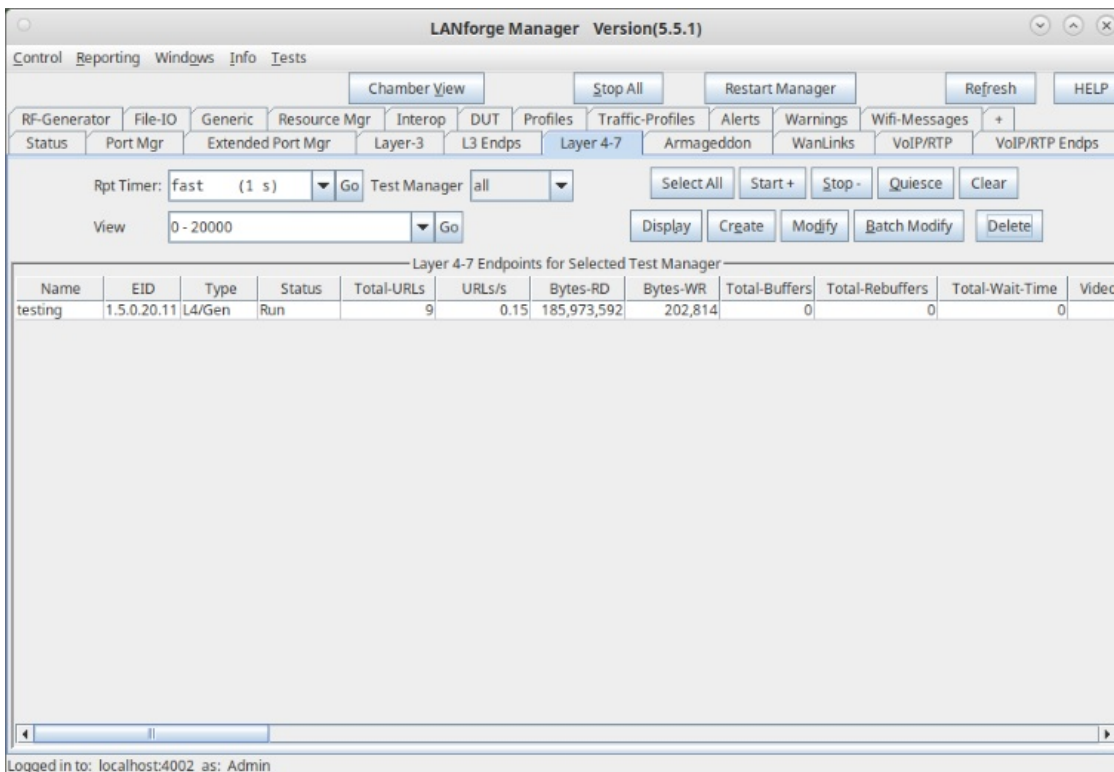 LANforge Manager Version(5.5.1)
Control Reporting Windows Info Tests
Chamber View Stop All Restart Manager Refresh HELP
RF-Generator File-IO Generic Resource Mgr Interop DUT Profiles Traffic-Profiles Alerts Warnings Wifi-Messages +
Status Port Mgr Extended Port Mgr Layer-3 L3 Endps Layer 4-7 Armageddon WanLinks VoIP/RTP VoIP/RTP Endps
Rpt Timer: fast (1 s) Go Test Manager all Select All Start + Stop - Quiesce Clear
View 0 - 20000 Go Display Create Modify Batch Modify Delete
Layer 4-7 Endpoints for Selected Test Manager
Name EID Type Status Total-URLs URLs/s Bytes-RD Bytes-WR Total-Buffers Total-Rebuffers Total-Wait-Time Video
testing 1.5.0.20.11 L4/Gen Run 9 0.15 185,973,592 202,814 0 0 0
Logged in to: localhost:4002 as: Admin